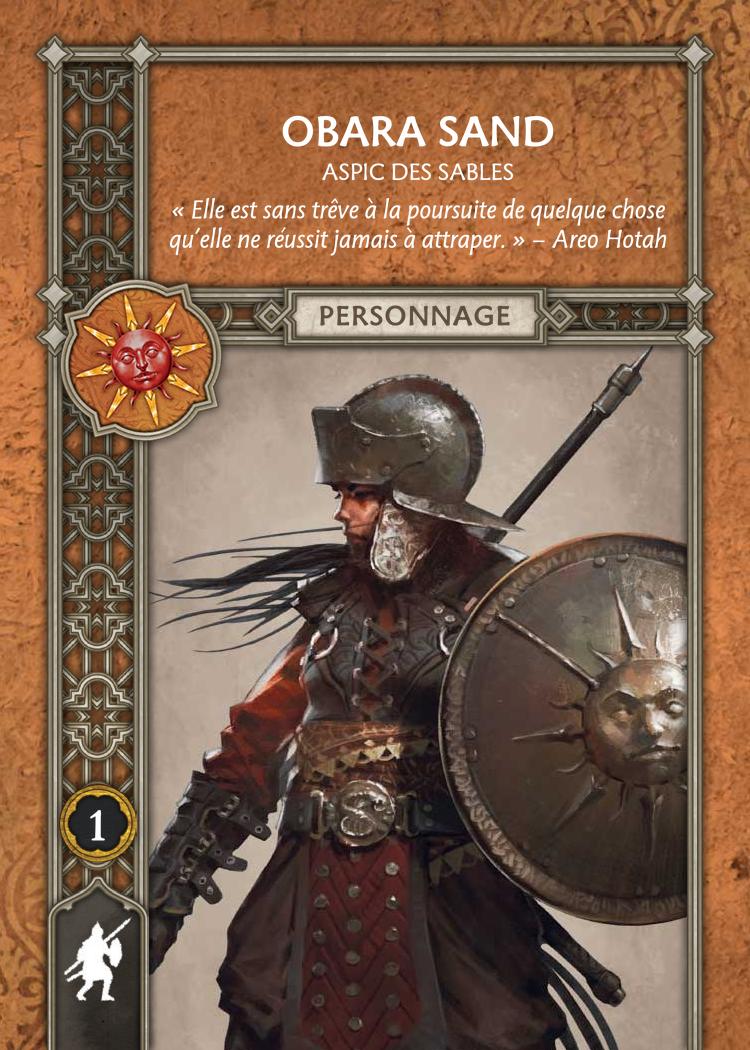 OBARA SAND
ASPIC DES SABLES
« Elle est sans trêve à la poursuite de quelque chose
qu'elle ne réussit jamais à attraper. » – Areo Hotah
PERSONNAGE
1